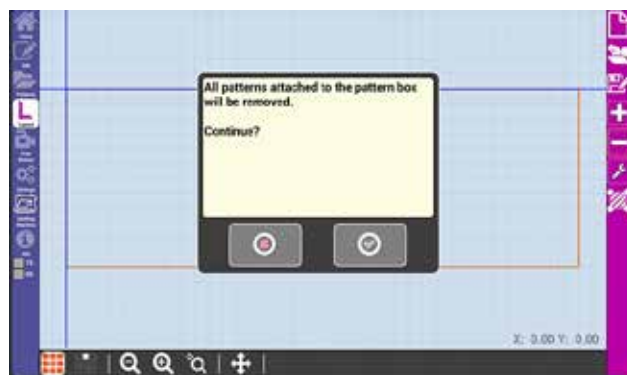 All patterns attached to the pattern box
will be removed.
Continue?
X: 0.00 Y: 0.00